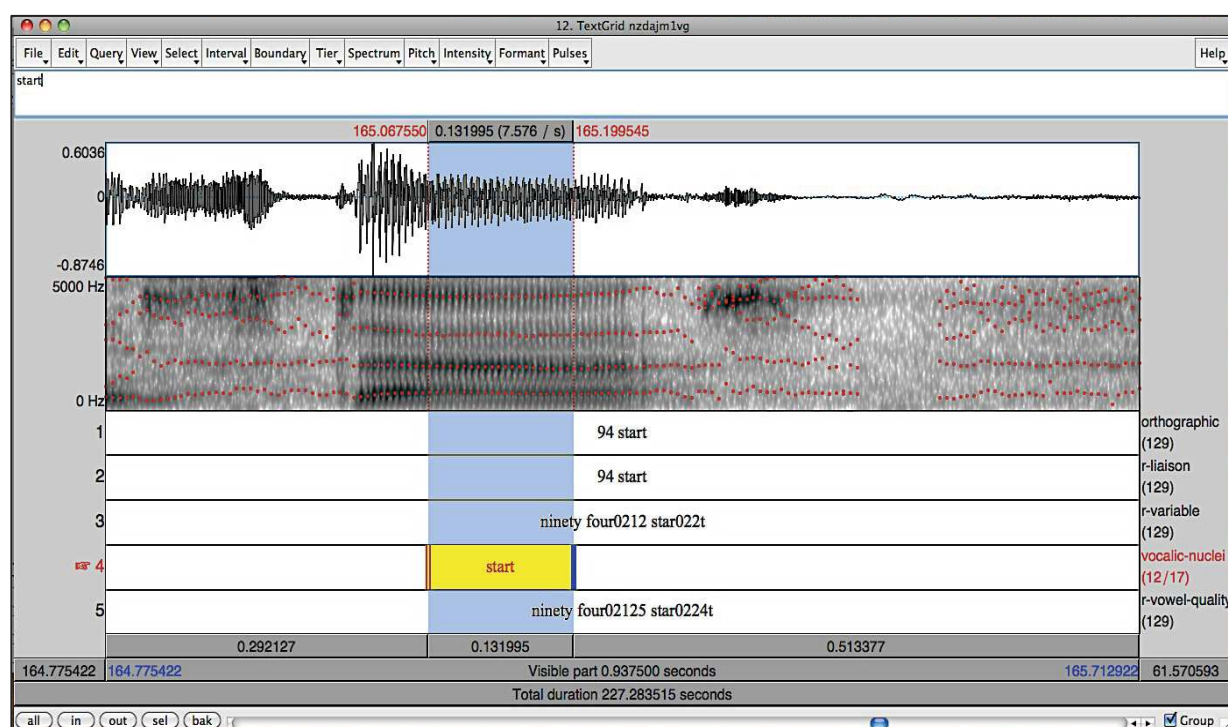 12. TextGrid nzdajm1vg
File Edit Query View Select Interval Boundary Tier Spectrum Pitch Intensity Formant Pulses Help
start
165.067550 0.131995 (7.576 / s) 165.199545
0.6036
0
-0.8746
5000 Hz
0 Hz
1 94 start orthographic (129)
2 94 start r-liaison (129)
3 ninety four0212 star022t r-variable (129)
☞ 4 start vocalic-nuclei (12/17)
5 ninety four02125 star0224t r-vowel-quality (129)
0.292127 0.131995 0.513377
164.775422 164.775422 Visible part 0.937500 seconds 165.712922 61.570593
Total duration 227.283515 seconds
all in out sel bak Group